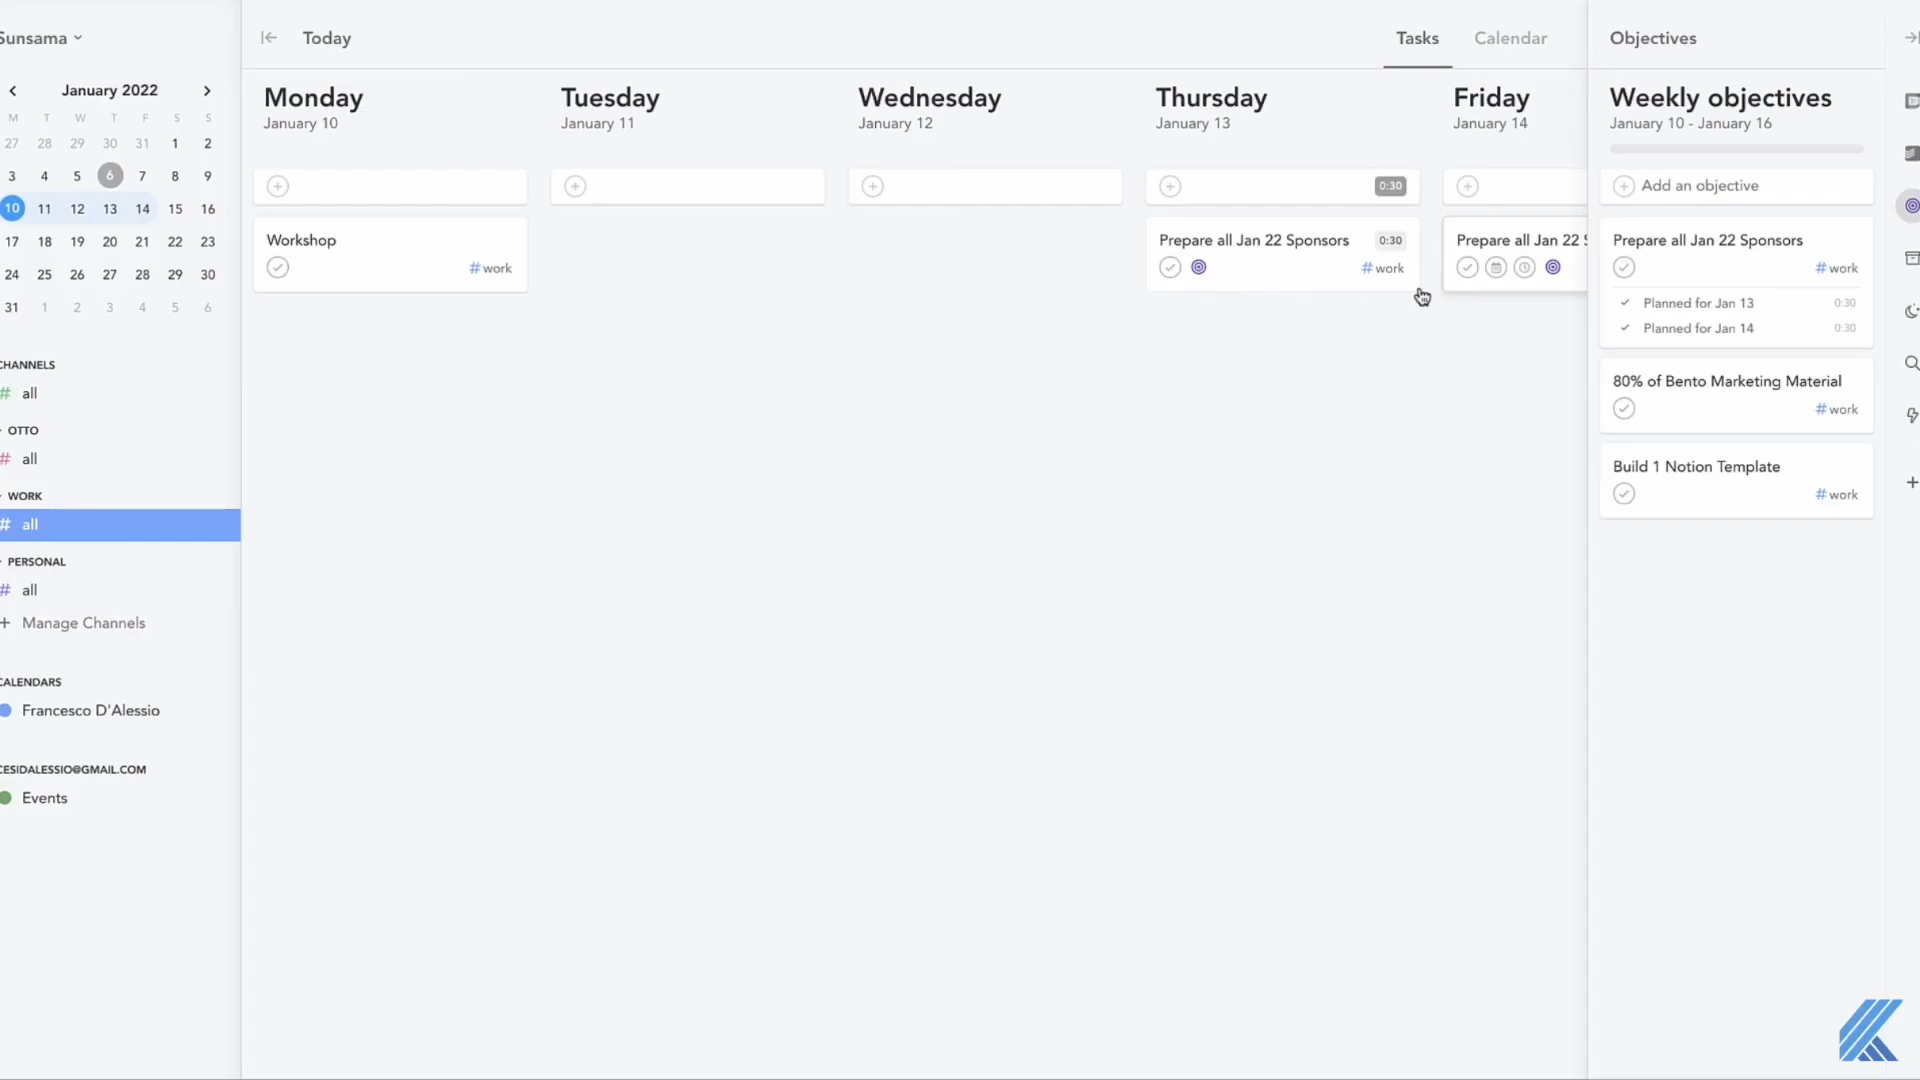 Sunsama
January 2022
M T W T F S S
27 28 29 30 31 1 2
3 4 5 6 7 8 9
10 11 12 13 14 15 16
17 18 19 20 21 22 23
24 25 26 27 28 29 30
31 1 2 3 4 5 6
CHANNELS
# all
OTTO
# all
WORK
# all
PERSONAL
# all
+ Manage Channels
CALENDARS
Francesco D'Alessio
CESIDALESSIO@GMAIL.COM
Events
Today
Tasks
Calendar
Monday
January 10
Workshop
#work
Tuesday
January 11
Wednesday
January 12
Thursday
January 13
0:30
Prepare all Jan 22 Sponsors 0:30
#work
Friday
January 14
Prepare all Jan 22 S
Objectives
Weekly objectives
January 10 - January 16
Add an objective
Prepare all Jan 22 Sponsors
#work
Planned for Jan 13 0:30
Planned for Jan 14 0:30
80% of Bento Marketing Material
#work
Build 1 Notion Template
#work